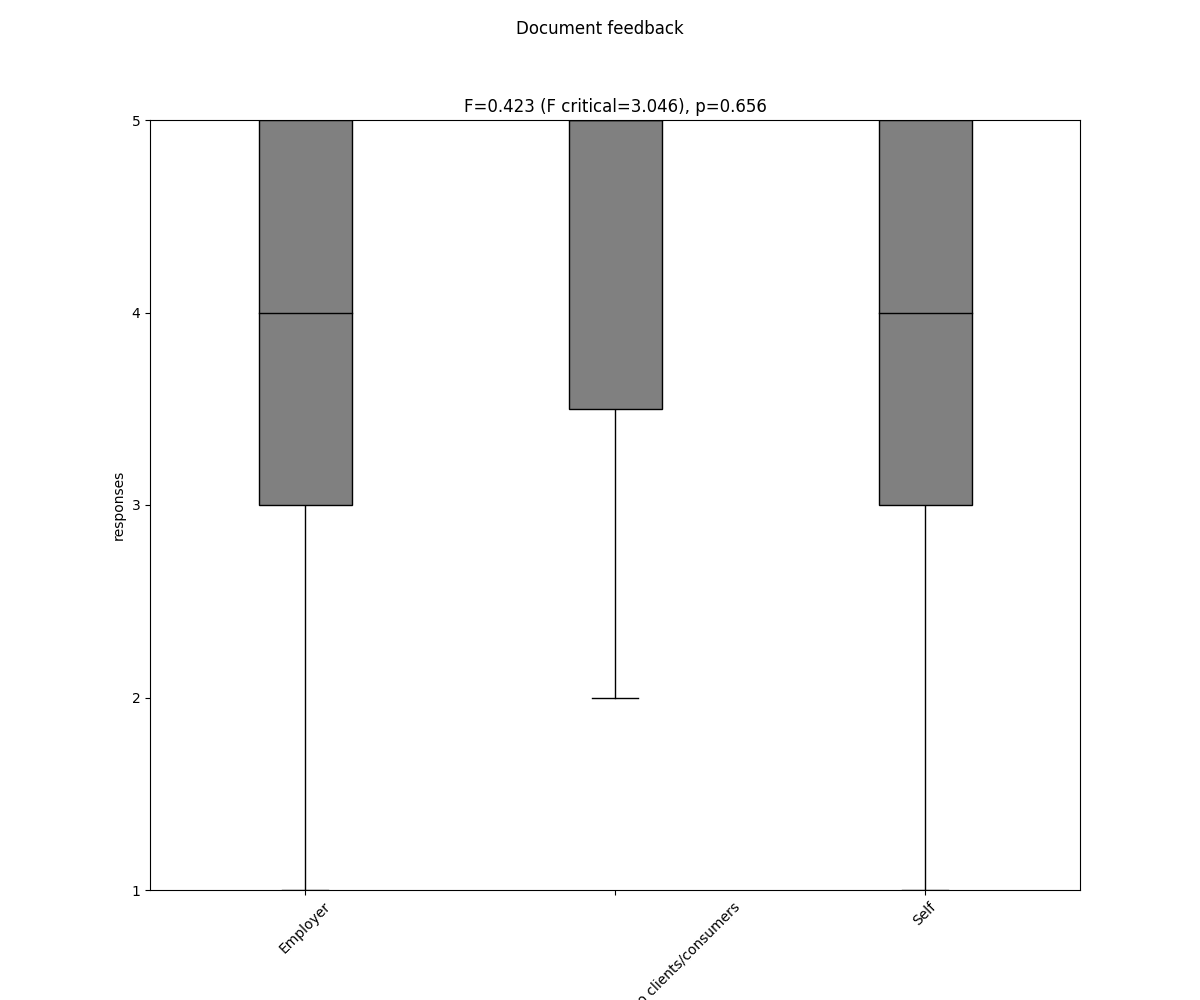 Document feedback
F=0.423 (F critical=3.046), p=0.656
5
4
3
2
1
responses
Employer
clients/consumers
Self